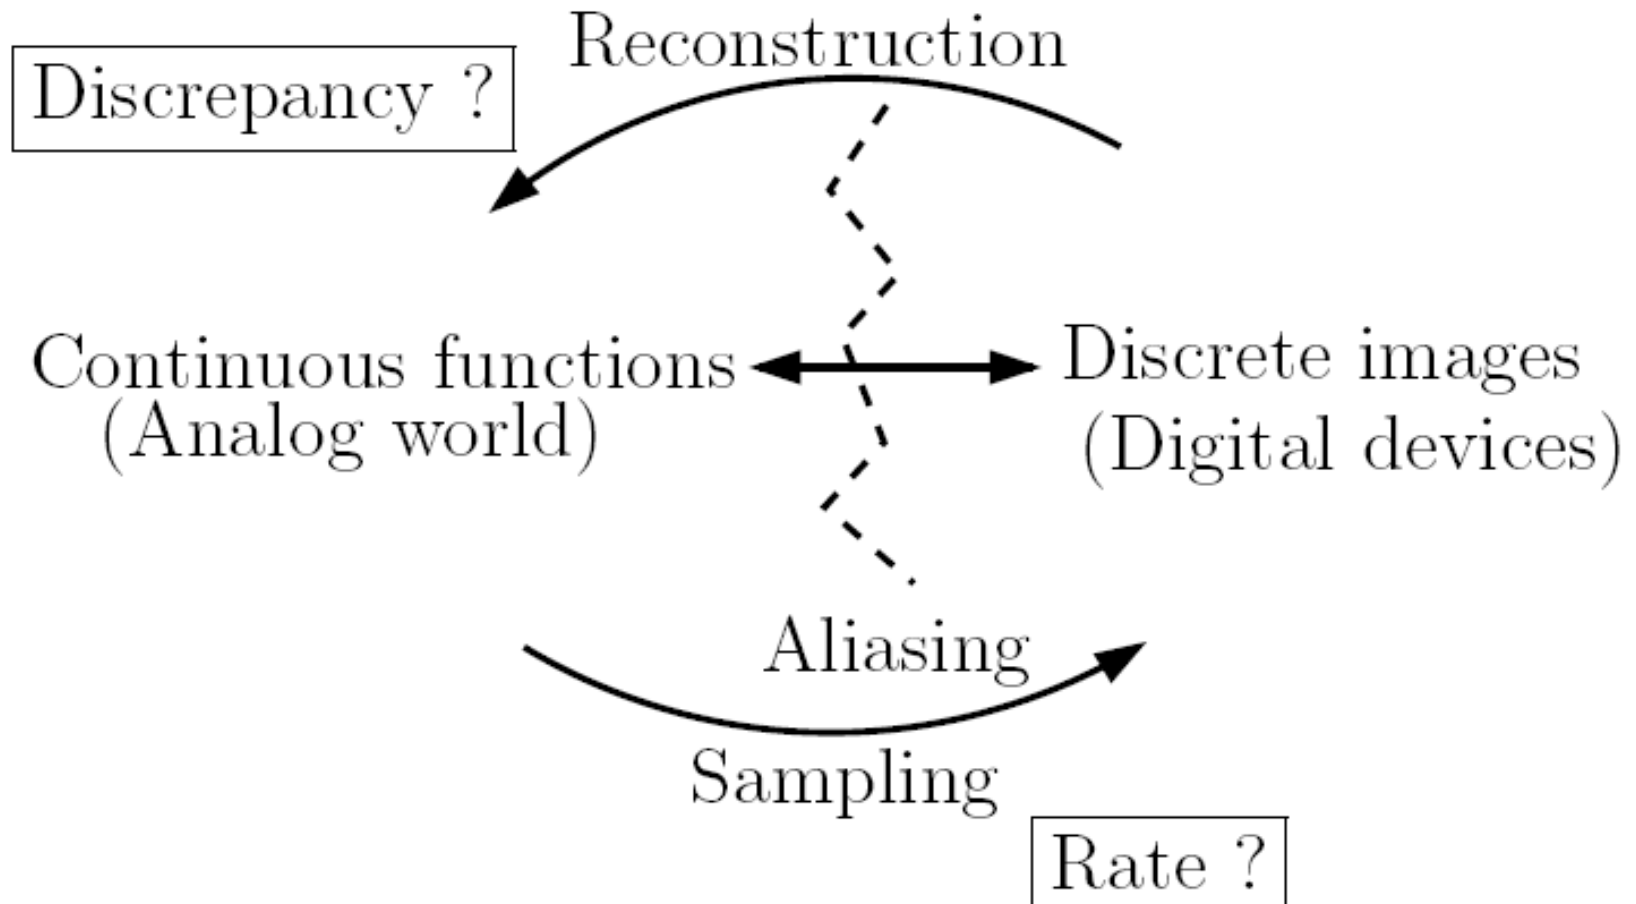 Reconstruction
Discrepancy ?
Continuous functions
(Analog world)
Discrete images
(Digital devices)
Aliasing
Sampling
Rate ?